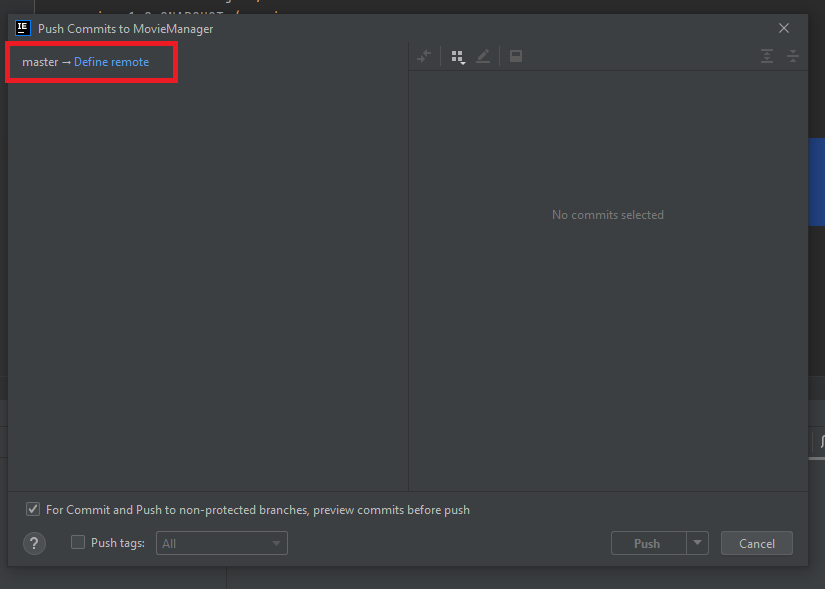 IE
Push Commits to MovieManager
master → Define remote
No commits selected
For Commit and Push to non-protected branches, preview commits before push
?
Push tags:
All
Push
Cancel